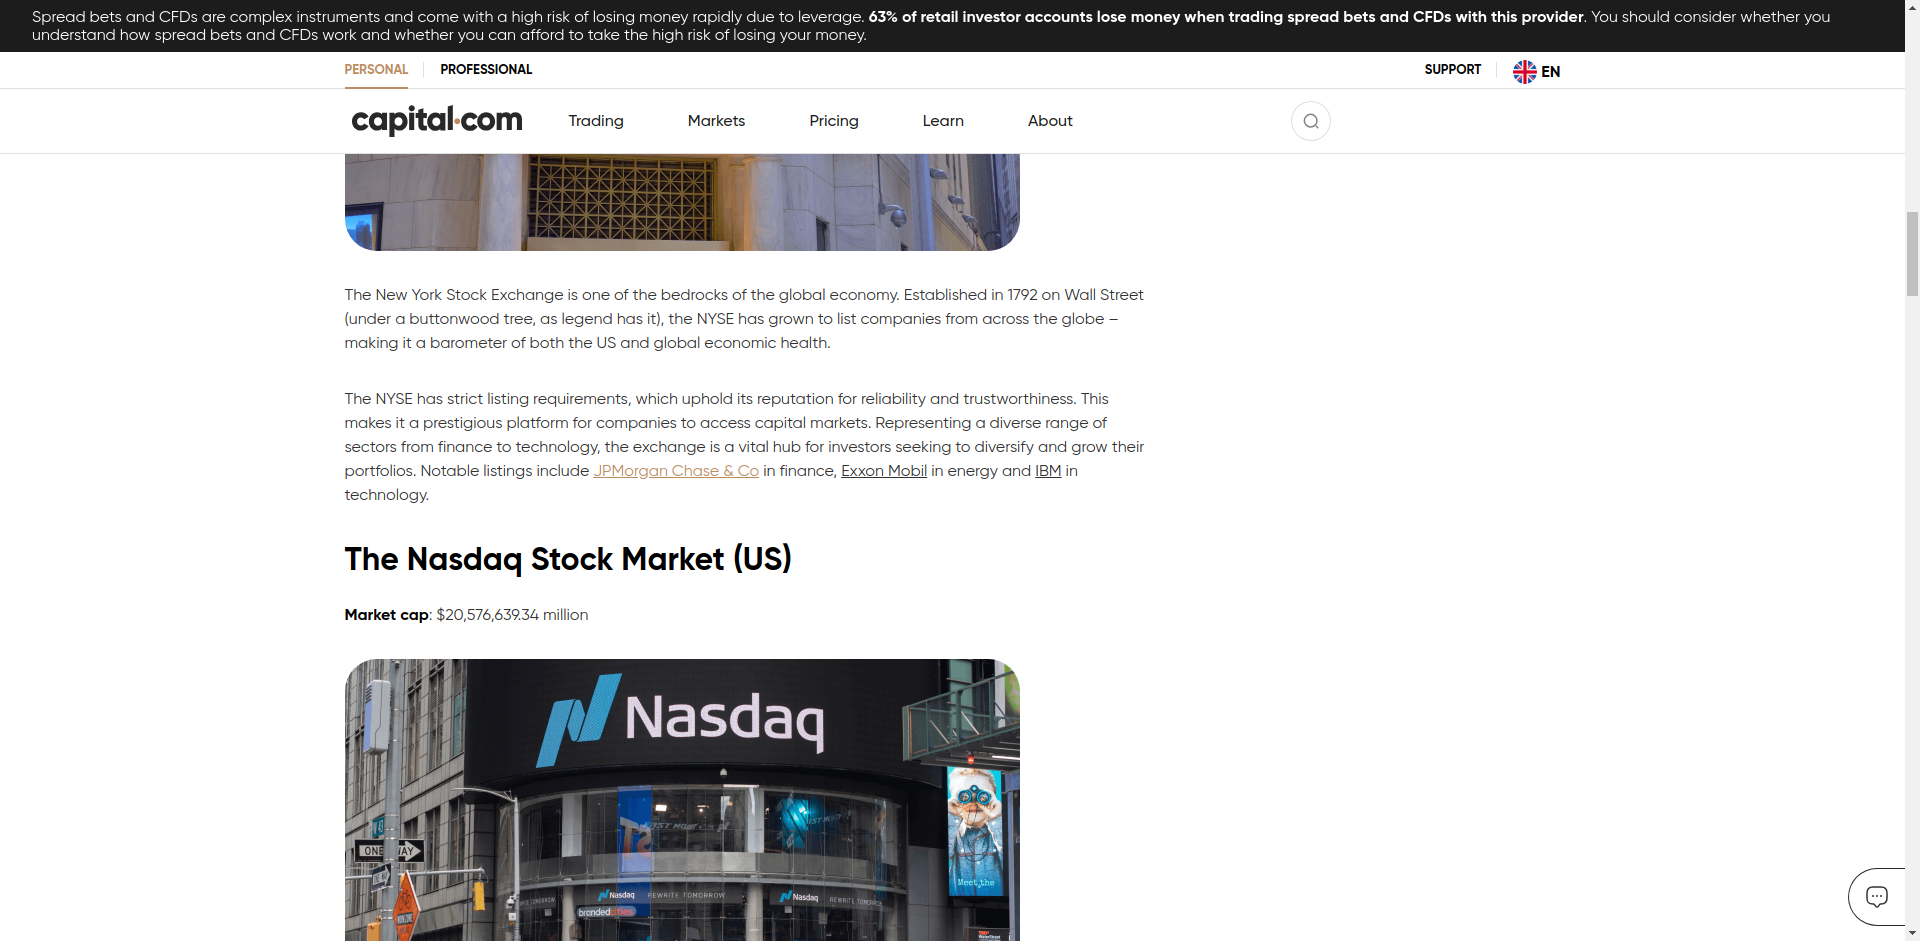 Spread bets and CFDs are complex instruments and come with a high risk of losing money rapidly due to leverage. 63% of retail investor accounts lose money when trading spread bets and CFDs with this provider. You should consider whether you
understand how spread bets and CFDs work and whether you can afford to take the high risk of losing your money.
PERSONAL PROFESSIONAL SUPPORT EN
capital.com Trading Markets Pricing Learn About
The New York Stock Exchange is one of the bedrocks of the global economy. Established in 1792 on Wall Street
(under a buttonwood tree, as legend has it), the NYSE has grown to list companies from across the globe –
making it a barometer of both the US and global economic health.
The NYSE has strict listing requirements, which uphold its reputation for reliability and trustworthiness. This
makes it a prestigious platform for companies to access capital markets. Representing a diverse range of
sectors from finance to technology, the exchange is a vital hub for investors seeking to diversify and grow their
portfolios. Notable listings include JPMorgan Chase & Co in finance, Exxon Mobil in energy and IBM in
technology.
The Nasdaq Stock Market (US)
Market cap: $20,576,639.34 million
Nasdaq
ONE WAY
Meet the
Nasdaq REWRITE TOMORROW Nasdaq REWRITE TOMORROW
brandedcities